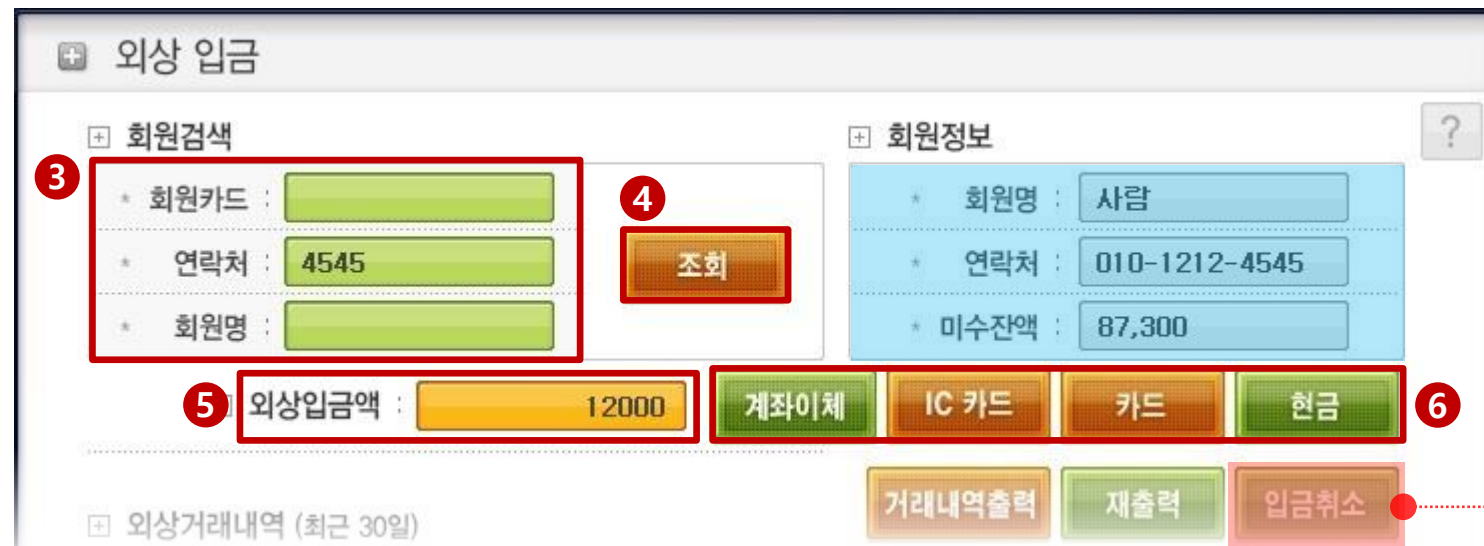 외상 입금
회원검색
회원정보
?
3
* 회원카드 :
4
* 회원명 : 사람
* 연락처 : 4545
조회
* 연락처 : 010-1212-4545
* 회원명 :
* 미수잔액 : 87,300
5 외상입금액 : 12000
계좌이체 IC 카드 카드 현금 6
거래내역출력 재출력 입금취소
외상거래내역 (최근 30일)